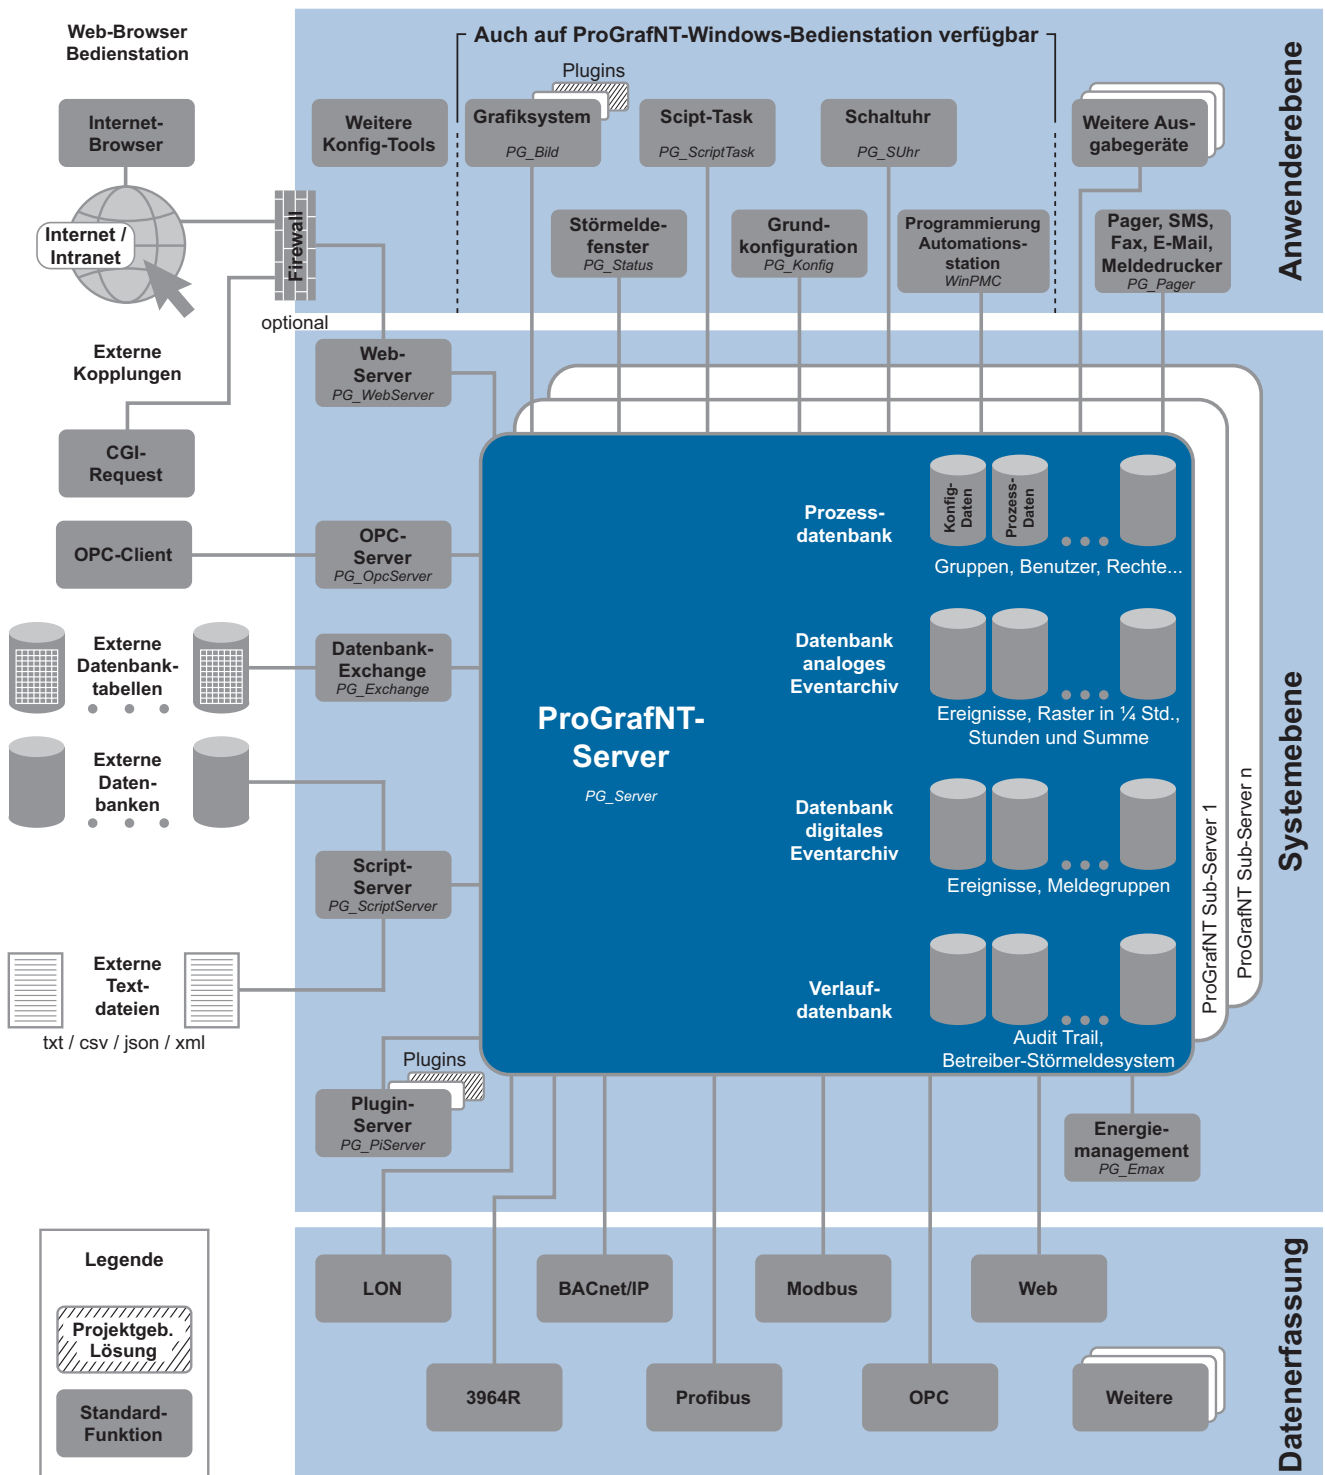 Web-Browser
Bedienstation
Auch auf ProGrafNT-Windows-Bedienstation verfügbar
Plugins
Internet-
Browser
Weitere
Konfig-Tools
Grafiksystem
PG_Bild
Scipt-Task
PG_ScriptTask
Schaltuhr
PG_SUhr
Weitere Aus-
gabegeräte
Internet /
Intranet
Firewall
optional
Störmelde-
fenster
PG_Status
Grund-
konfiguration
PG_Konfig
Programmierung
Automations-
station
WinPMC
Pager, SMS,
Fax, E-Mail,
Meldedrucker
PG_Pager
Anwenderebene
Externe
Kopplungen
Web-
Server
PG_WebServer
CGI-
Request
OPC-Client
OPC-
Server
PG_OpcServer
Externe
Datenbank-
tabellen
Datenbank-
Exchange
PG_Exchange
Externe
Daten-
banken
Script-
Server
PG_ScriptServer
Externe
Text-
dateien
txt / csv / json / xml
Plugins
Plugin-
Server
PG_PiServer
ProGrafNT-
Server
PG_Server
Prozess-
datenbank
Konfig-
Daten
Prozess-
Daten
Gruppen, Benutzer, Rechte...
Datenbank
analoges
Eventarchiv
Ereignisse, Raster in ¼ Std.,
Stunden und Summe
Datenbank
digitales
Eventarchiv
Ereignisse, Meldegruppen
Verlauf-
datenbank
Audit Trail,
Betreiber-Störmeldesystem
ProGrafNT Sub-Server 1
ProGrafNT Sub-Server n
Systemebene
Energie-
management
PG_Emax
Legende
Projektgeb.
Lösung
Standard-
Funktion
LON
BACnet/IP
Modbus
Web
3964R
Profibus
OPC
Weitere
Datenerfassung